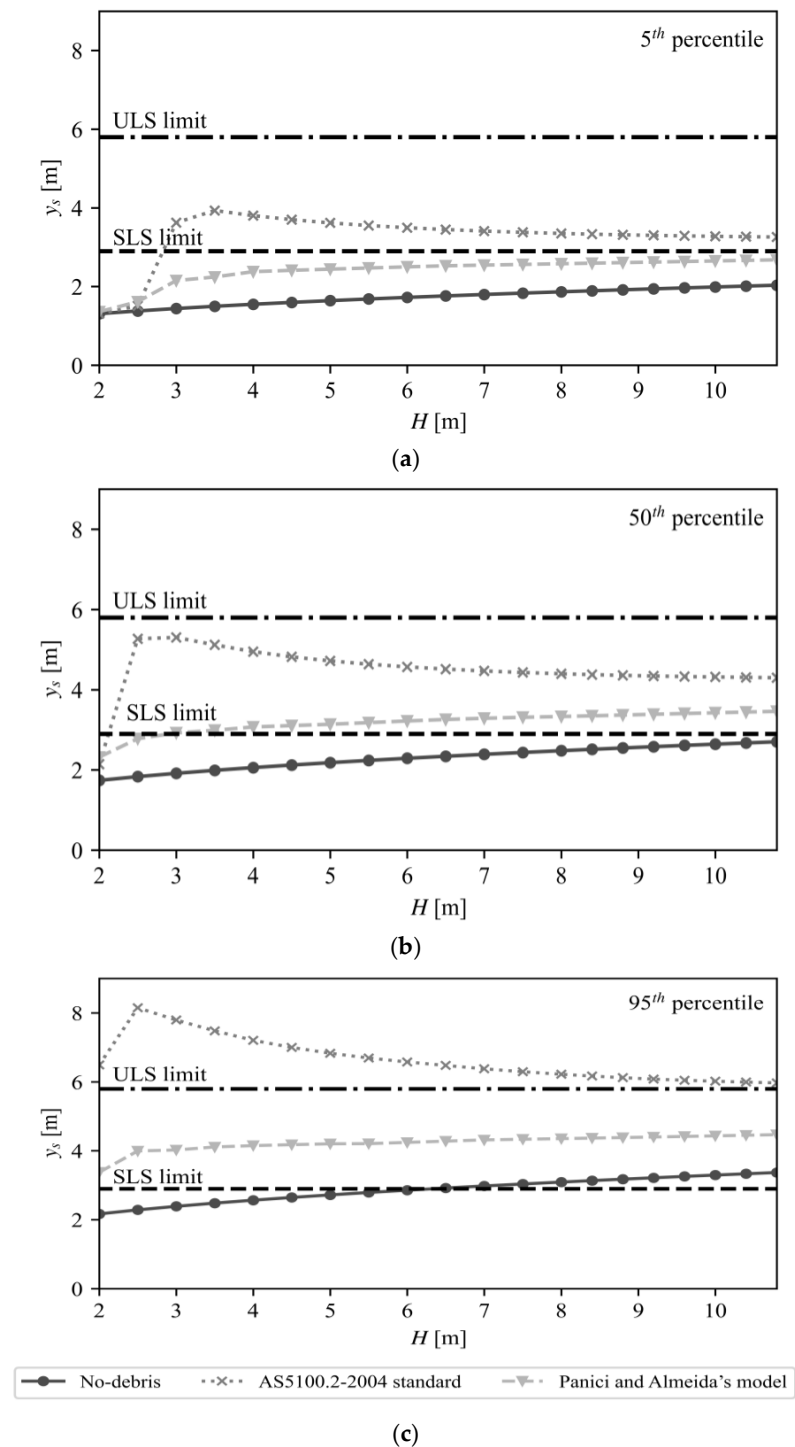 5th percentile
ULS limit
SLS limit
yₛ [m]
8
6
4
2
0
2 3 4 5 6 7 8 9 10
H [m]
(a)
50th percentile
ULS limit
SLS limit
yₛ [m]
8
6
4
2
0
2 3 4 5 6 7 8 9 10
H [m]
(b)
95th percentile
ULS limit
SLS limit
yₛ [m]
8
6
4
2
0
2 3 4 5 6 7 8 9 10
H [m]
No-debris AS5100.2-2004 standard Panici and Almeida's model
(c)